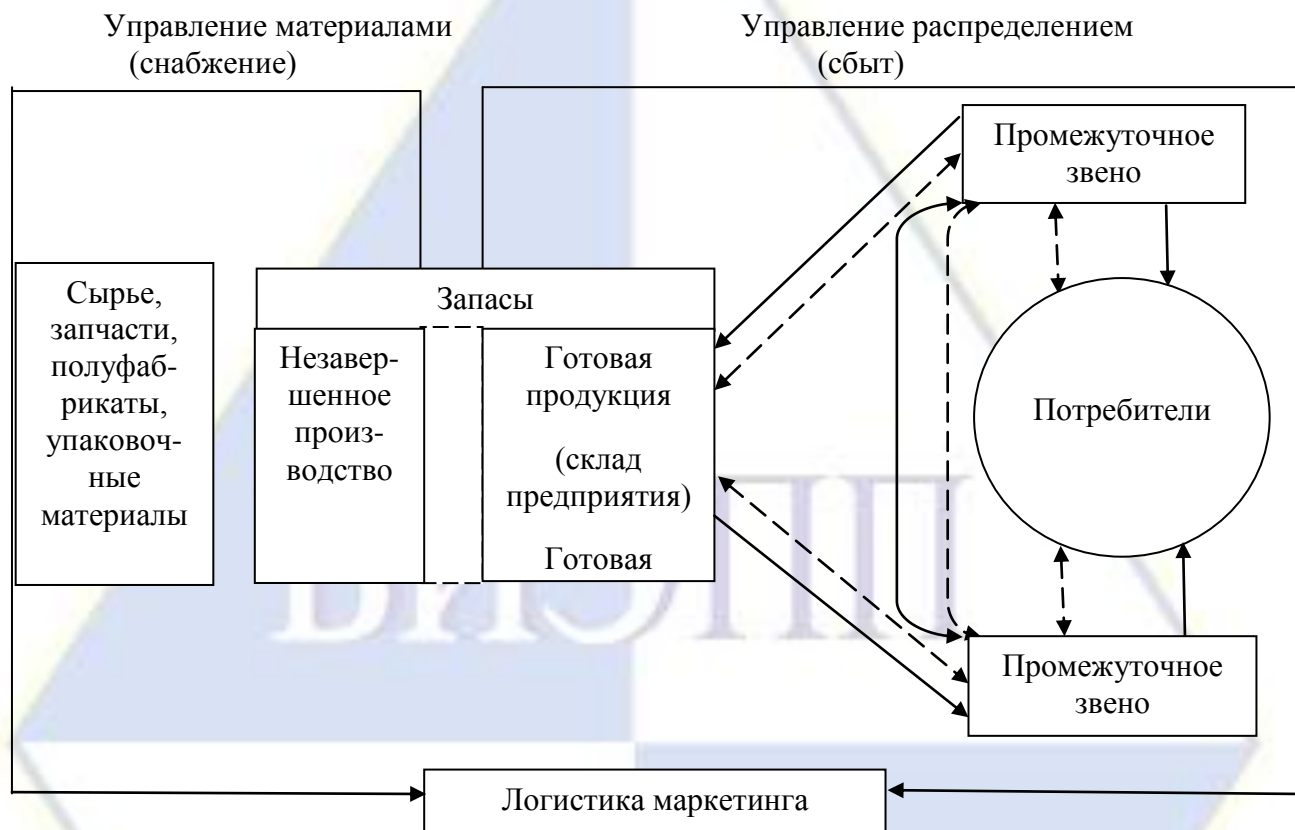 Управление материалами
(снабжение)
Управление распределением
(сбыт)
Промежуточное
звено
Сырье,
запчасти,
полуфаб-
рикаты,
упаковоч-
ные
материалы
Запасы
Незавер-
шенное
произ-
водство
Готовая
продукция
(склад
предприятия)
Готовая
Потребители
БИЭПП
Промежуточное
звено
Логистика маркетинга